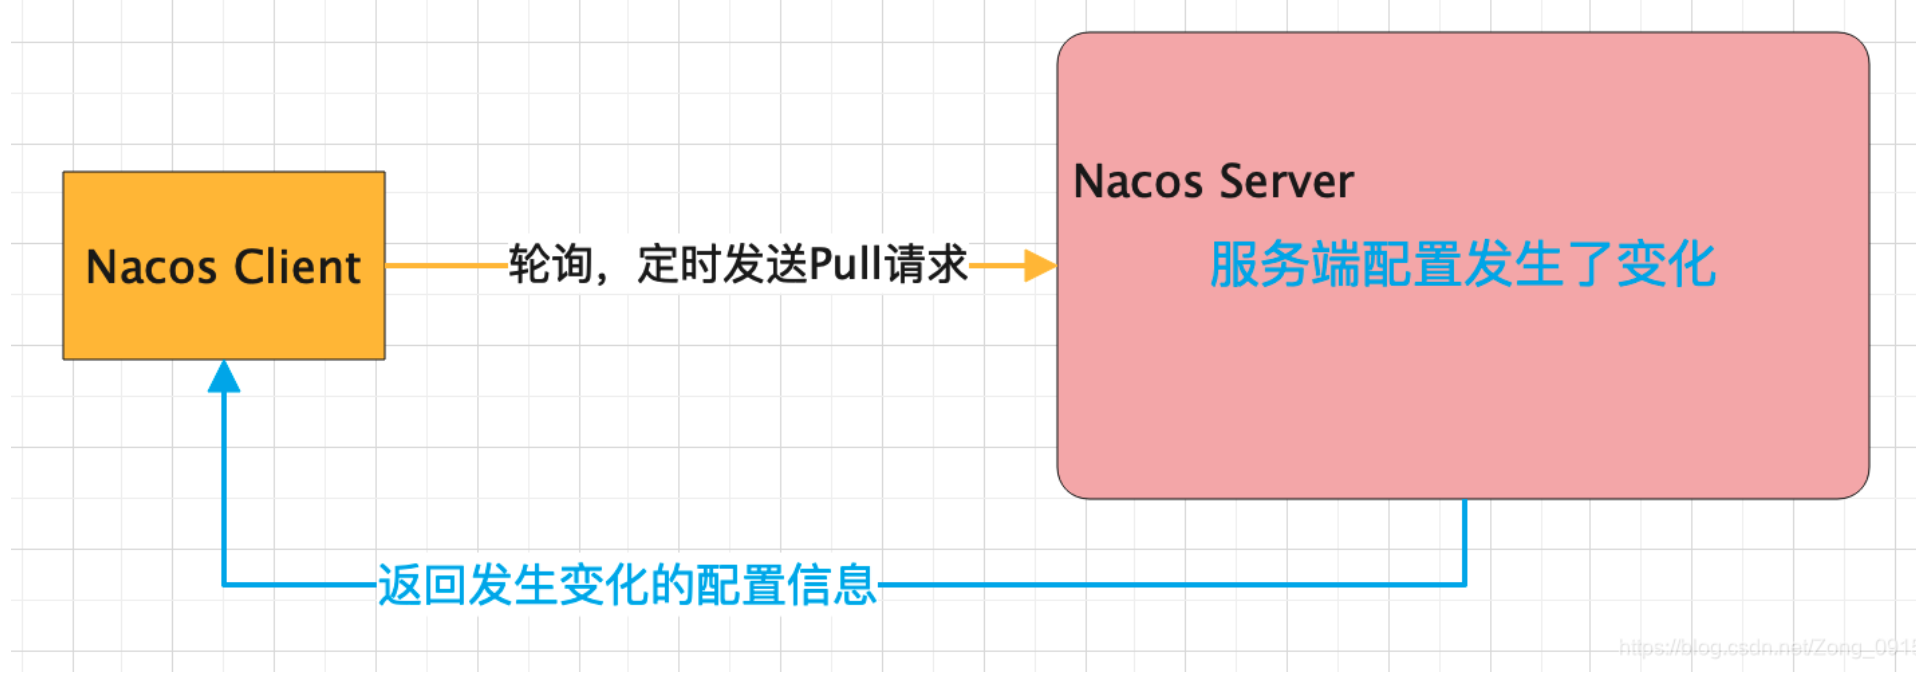 Nacos Server
Nacos Client
轮询，定时发送Pull请求
服务端配置发生了变化
返回发生变化的配置信息
https://blog.csdn.net/Zong_0915